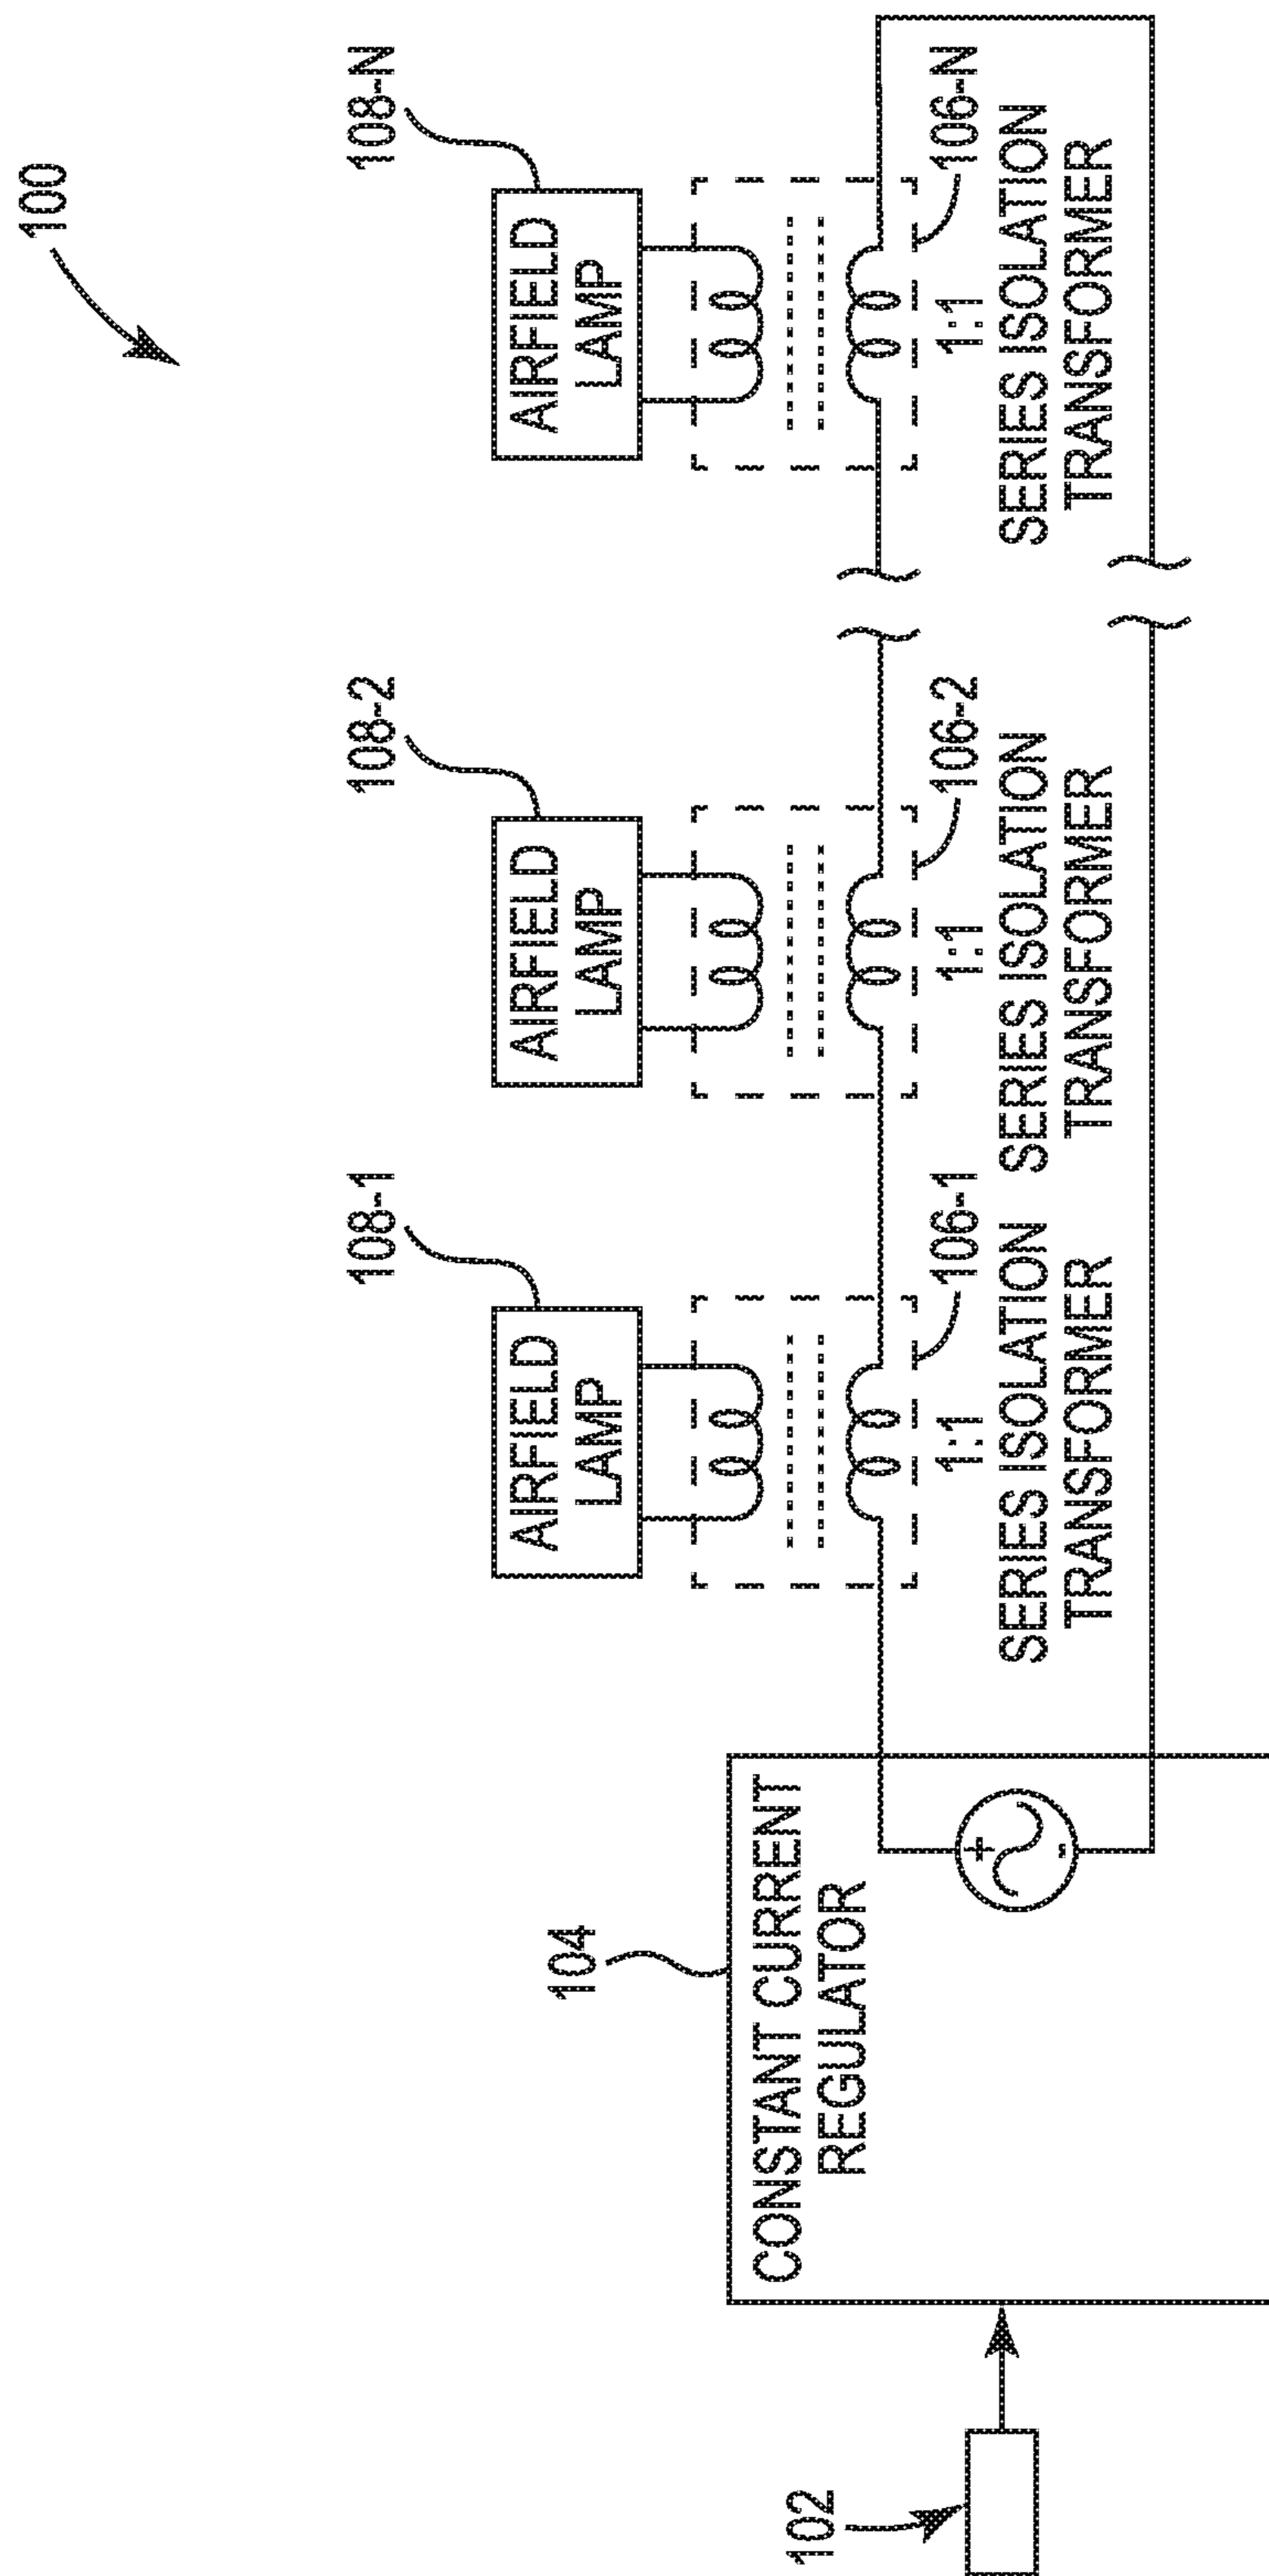 100
108-1
108-2
108-N
AIRFIELD
LAMP
AIRFIELD
LAMP
AIRFIELD
LAMP
104
CONSTANT CURRENT
REGULATOR
+
-
102
106-1
106-2
106-N
1:1
1:1
1:1
SERIES ISOLATION
TRANSFORMER
SERIES ISOLATION
TRANSFORMER
SERIES ISOLATION
TRANSFORMER